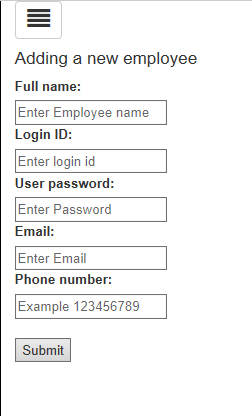 Adding a new employee
Full name:
Enter Employee name
Login ID:
Enter login id
User password:
Enter Password
Email:
Enter Email
Phone number:
Example 123456789
Submit